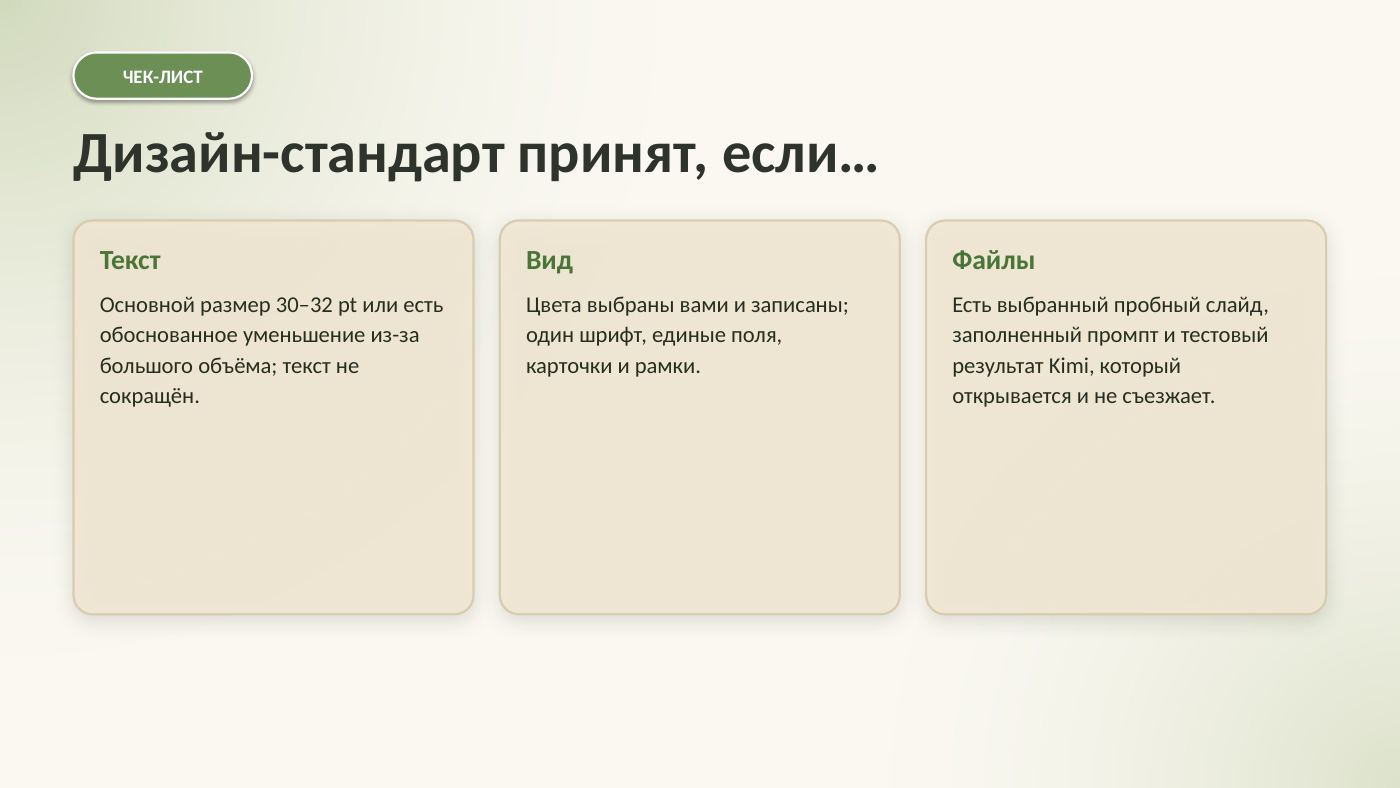 ЧЕК-ЛИСТ
Дизайн-стандарт принят, если…
Текст
Основной размер 30–32 pt или есть
обоснованное уменьшение из-за
большого объёма; текст не
сокращён.
Вид
Цвета выбраны вами и записаны;
один шрифт, единые поля,
карточки и рамки.
Файлы
Есть выбранный пробный слайд,
заполненный промпт и тестовый
результат Kimi, который
открывается и не съезжает.